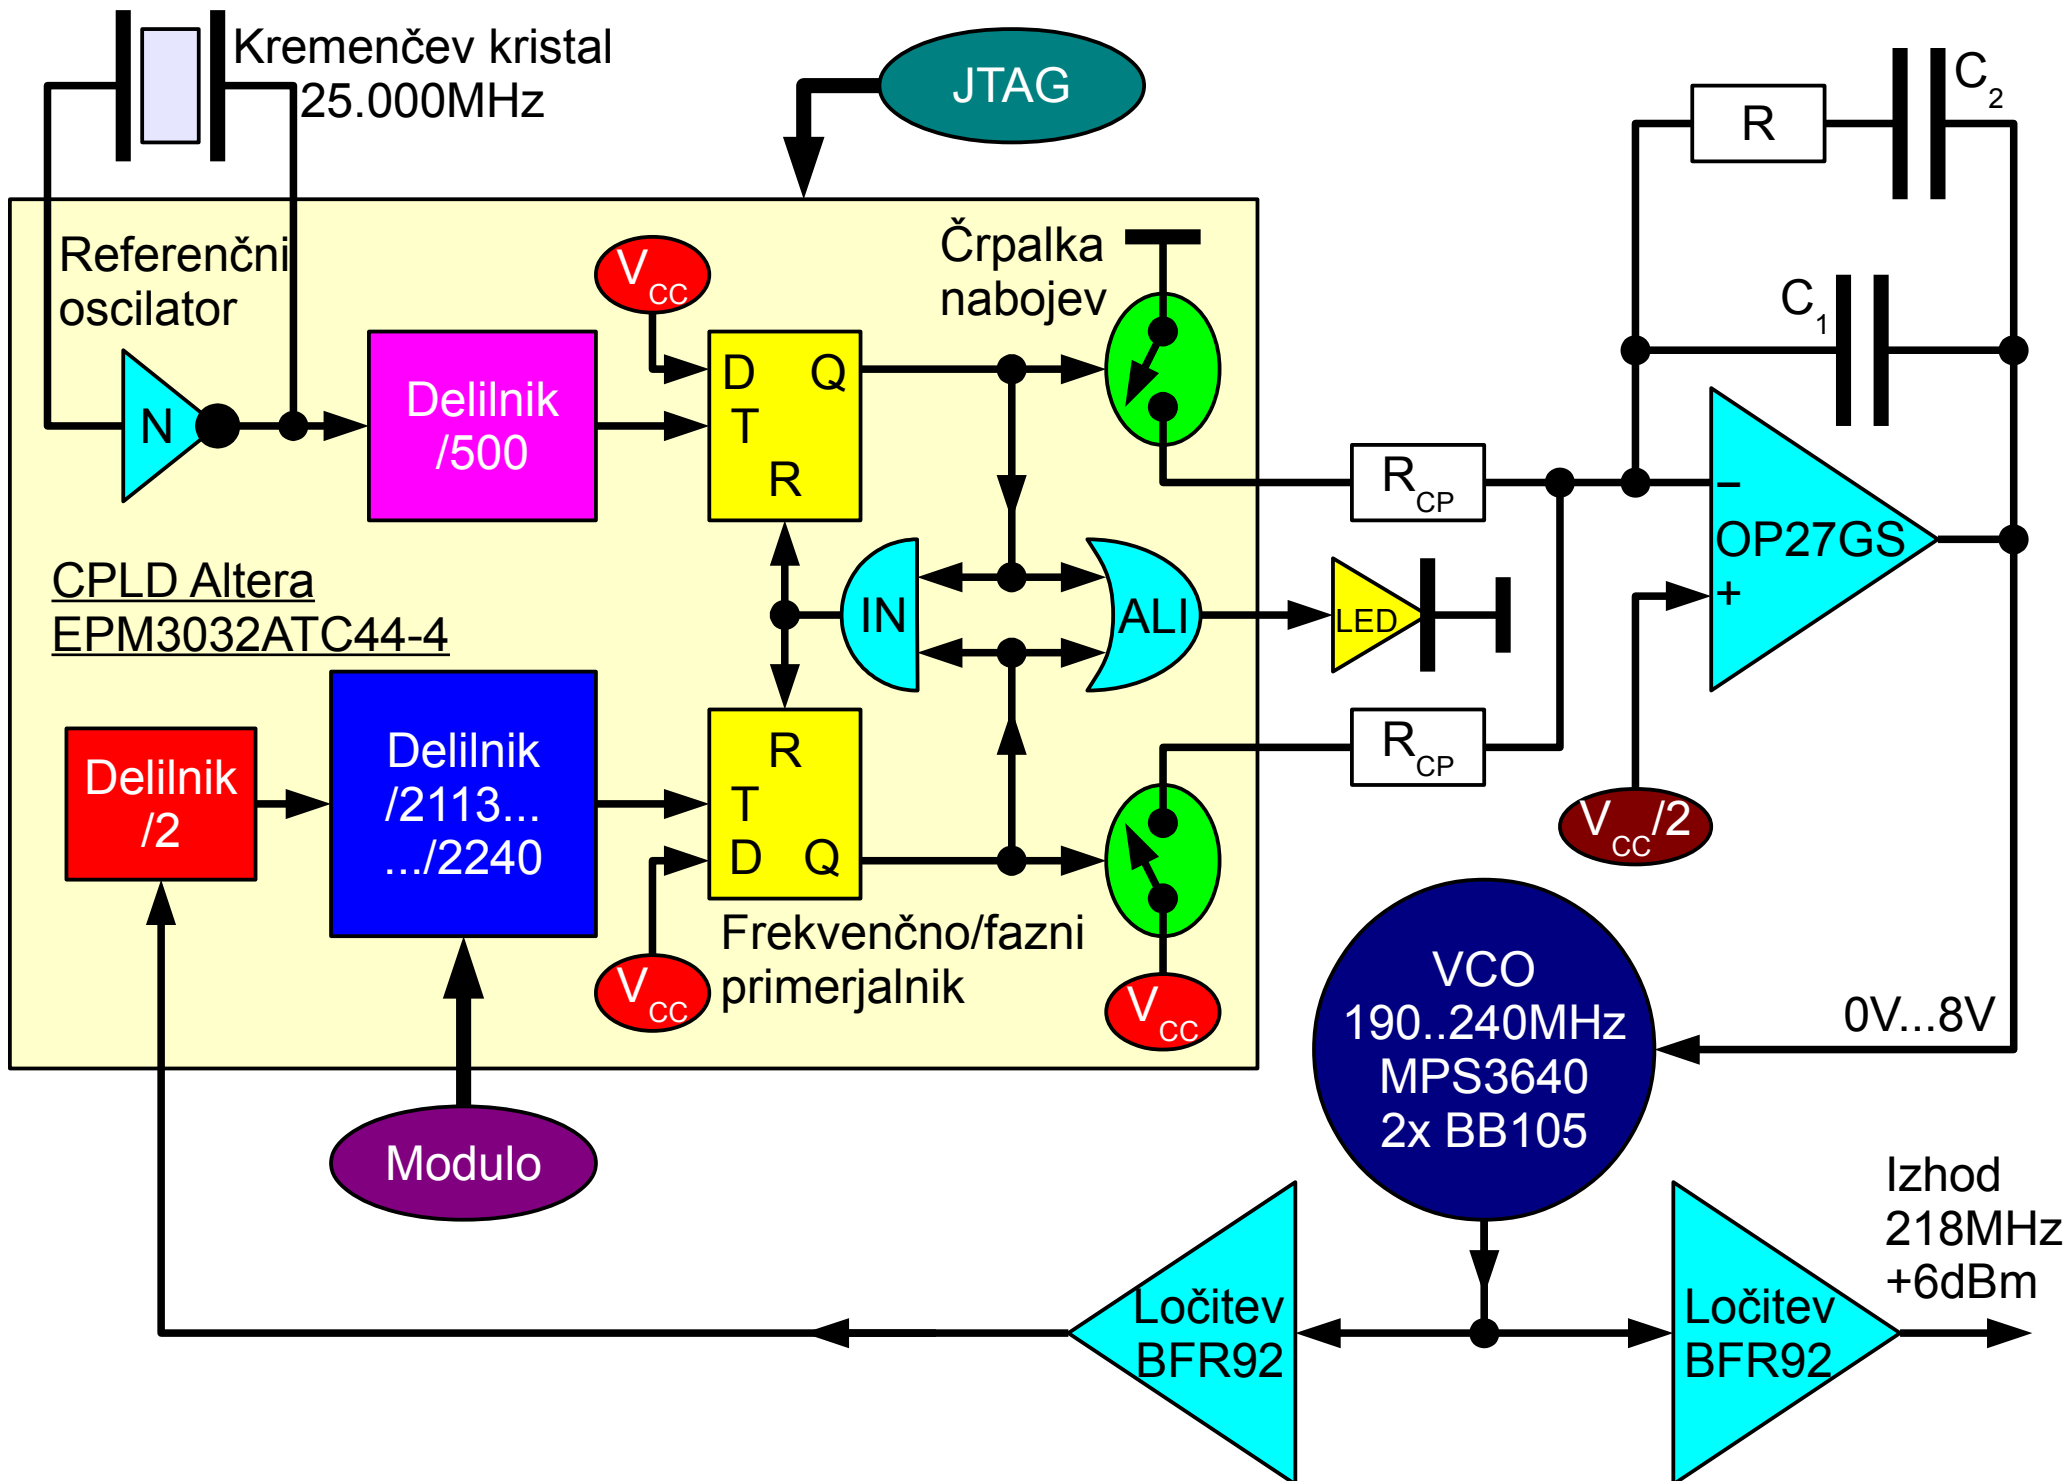 Kremenčev kristal
25.000MHz
JTAG
C2
R
Referenčni
oscilator
VCC
Črpalka
nabojev
C1
N
Delilnik
/500
D Q
T
R
RCP
−
OP27GS
+
CPLD Altera
EPM3032ATC44-4
IN
ALI
LED
Delilnik
/2
Delilnik
/2113...
.../2240
R
T
D Q
RCP
VCC/2
Frekvenčno/fazni
primerjalnik
VCC
VCC
VCO
190..240MHz
MPS3640
2x BB105
0V...8V
Modulo
Ločitev
BFR92
Ločitev
BFR92
Izhod
218MHz
+6dBm